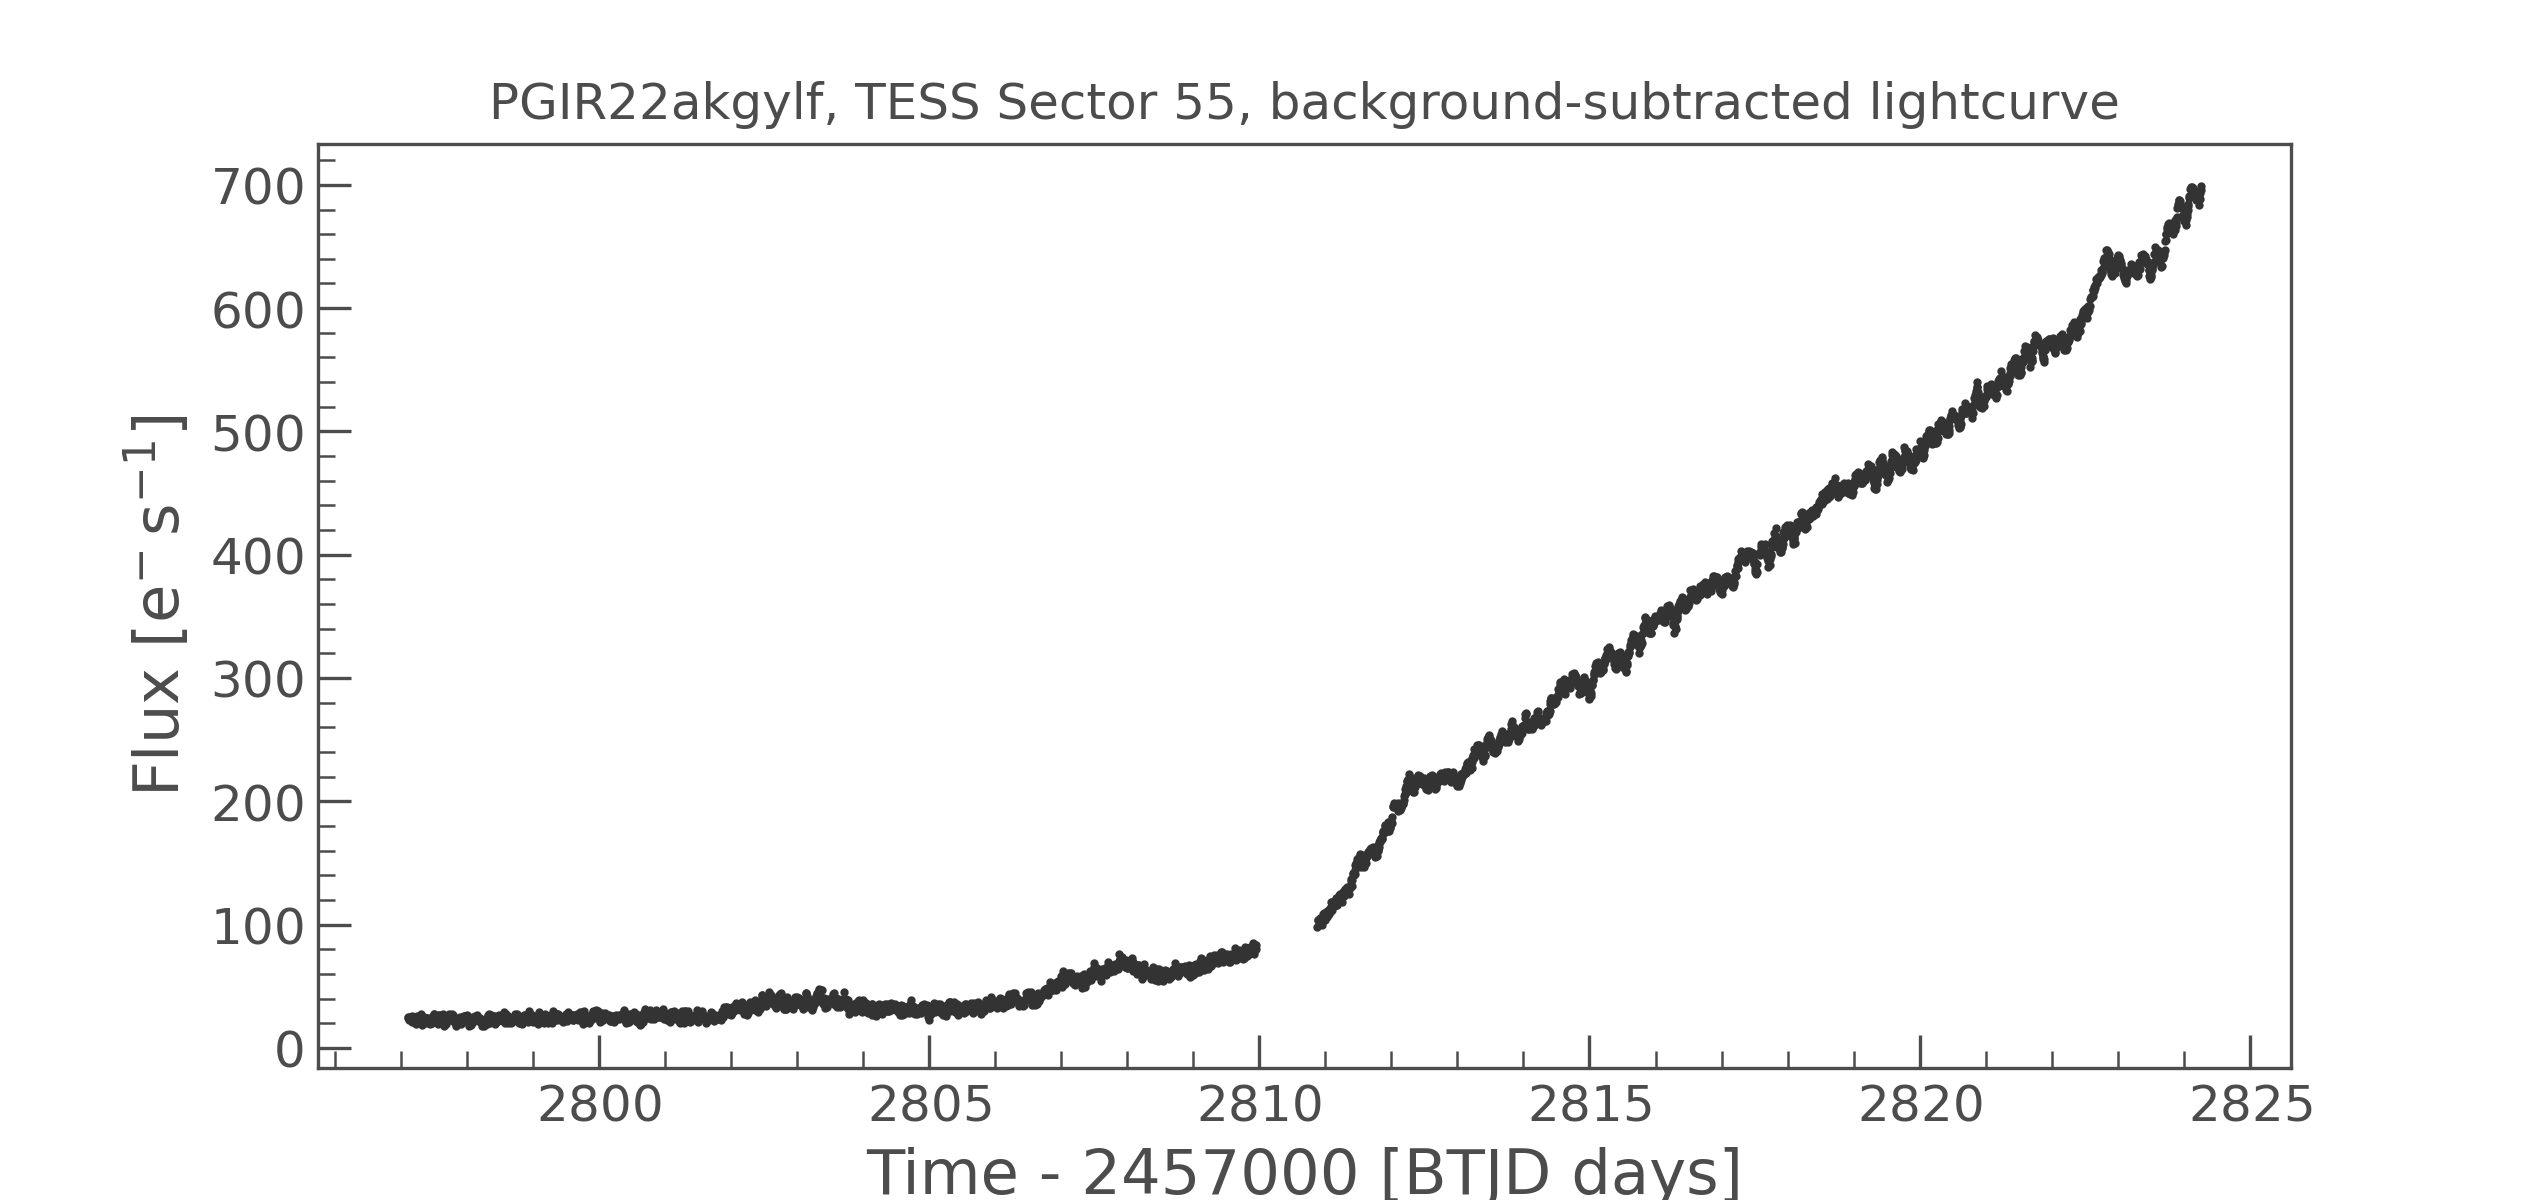 PGIR22akgylf, TESS Sector 55, background-subtracted lightcurve
700
600
500
400
300
200
100
0
Flux [e⁻ s⁻¹]
2800 2805 2810 2815 2820 2825
Time - 2457000 [BTJD days]